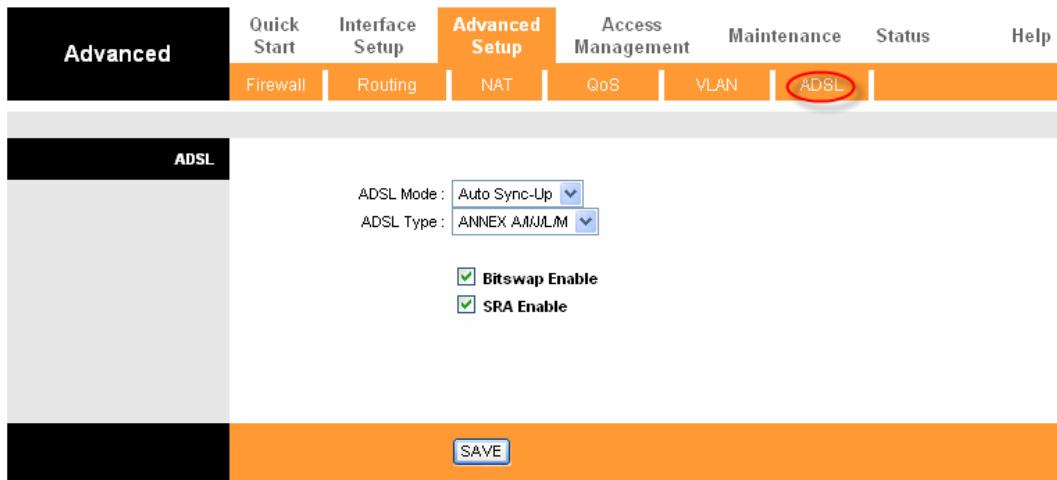 Advanced
Quick Start
Interface Setup
Advanced Setup
Access Management
Maintenance
Status
Help
Firewall
Routing
NAT
QoS
VLAN
ADSL
ADSL
ADSL Mode : Auto Sync-Up
ADSL Type : ANNEX A/I/J/L/M
Bitswap Enable
SRA Enable
SAVE